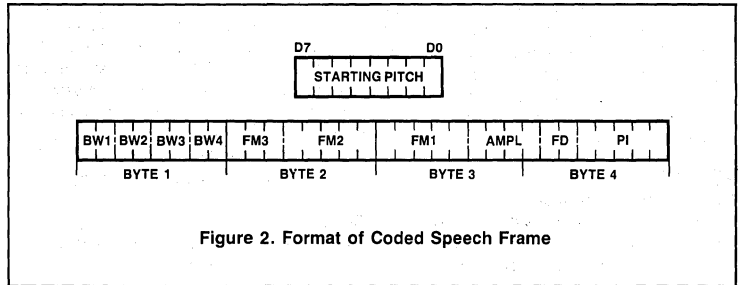 D7 D0
STARTING PITCH
BW1 BW2 BW3 BW4 FM3 FM2 FM1 AMPL FD PI
BYTE 1 BYTE 2 BYTE 3 BYTE 4
Figure 2. Format of Coded Speech Frame